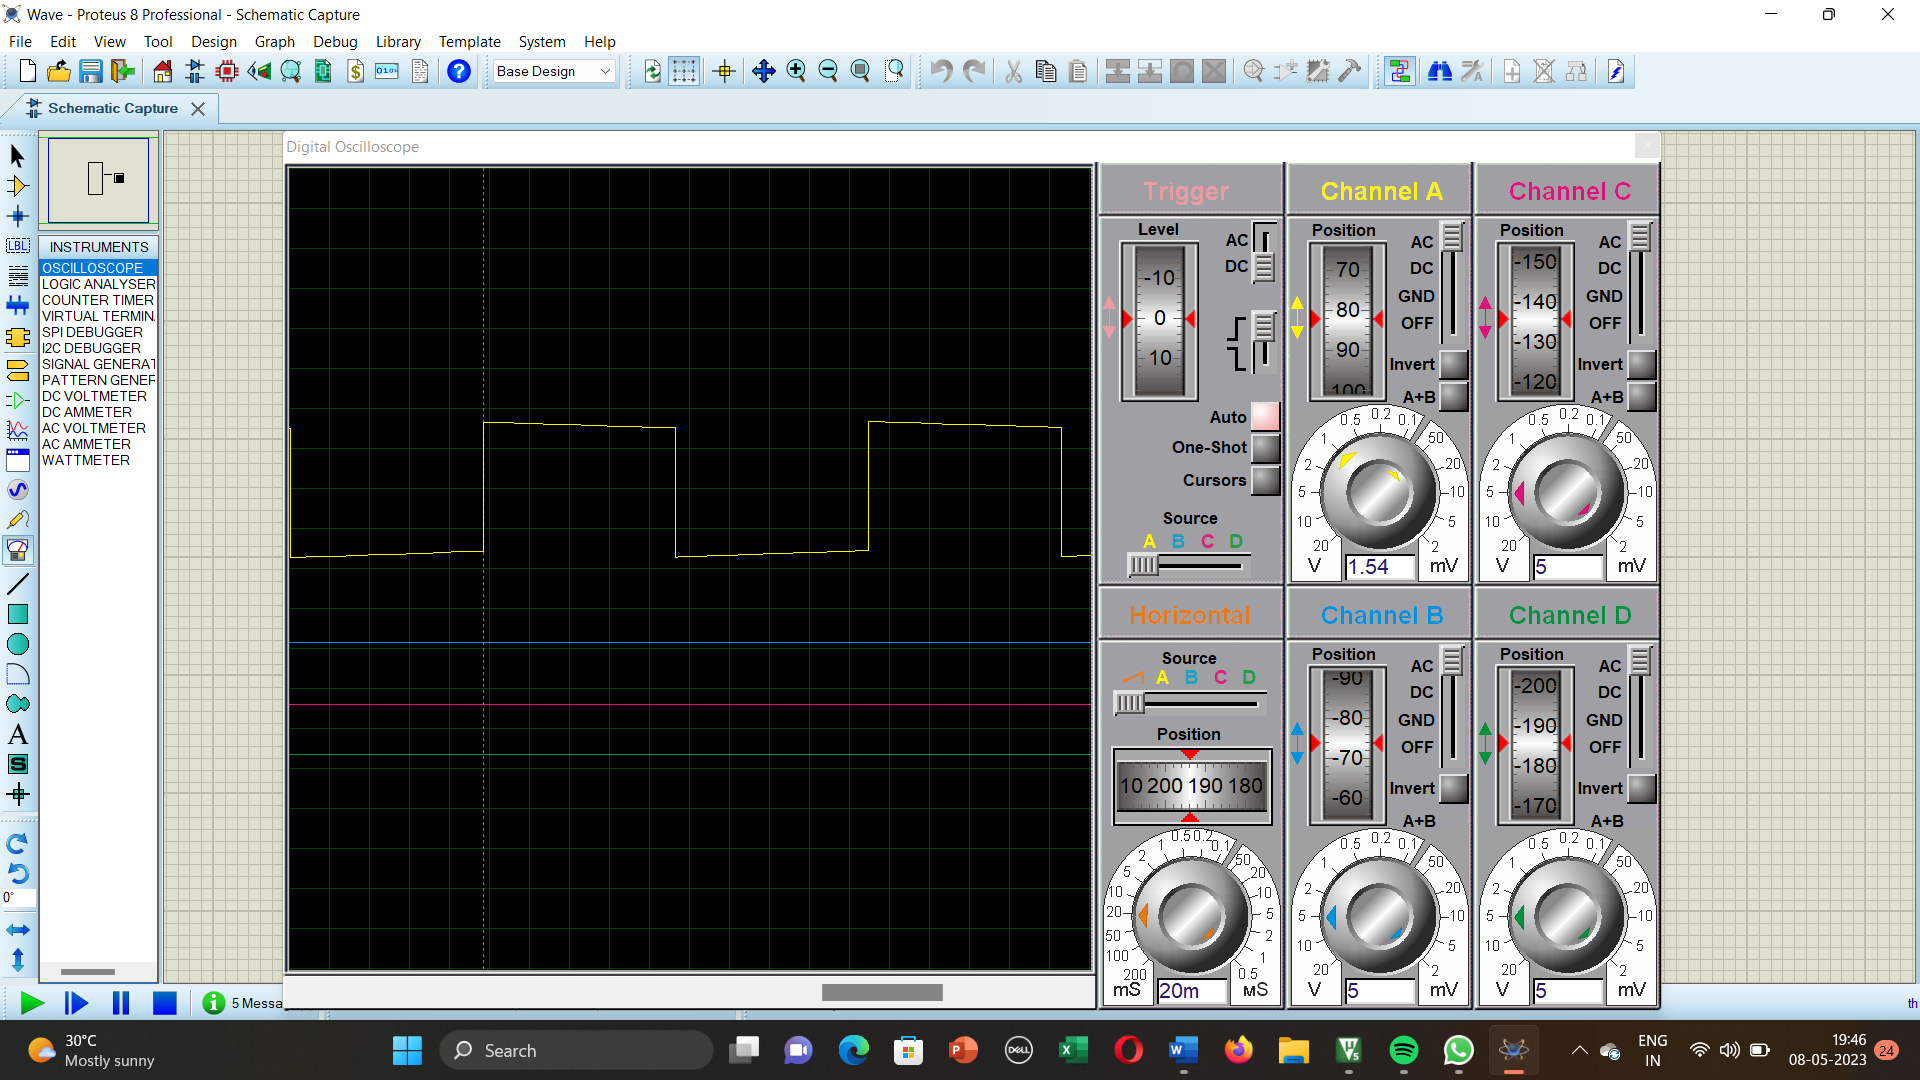 Wave - Proteus 8 Professional - Schematic Capture
File Edit View Tool Design Graph Debug Library Template System Help
Base Design
Schematic Capture
INSTRUMENTS
OSCILLOSCOPE
LOGIC ANALYSER
COUNTER TIMER
VIRTUAL TERMIN
SPI DEBUGGER
I2C DEBUGGER
SIGNAL GENERAT
PATTERN GENER
DC VOLTMETER
DC AMMETER
AC VOLTMETER
AC AMMETER
WATTMETER
LBL
A
S
0°
Digital Oscilloscope
Trigger
Level
-10
0
10
AC
DC
Auto
One-Shot
Cursors
Source
A B C D
Channel A
Position
70
80
90
100
AC
DC
GND
OFF
Invert
A+B
20 10 5 2 1 0.5 0.2 0.1 50 20 10 5 2
V 1.54 mV
Channel C
Position
-150
-140
-130
-120
AC
DC
GND
OFF
Invert
A+B
20 10 5 2 1 0.5 0.2 0.1 50 20 10 5 2
V 5 mV
Horizontal
Source
A B C D
Position
10 200 190 180
200 100 50 20 10 5 2 1 0.5 0.2 0.1 50 20 10 5 2 1 0.5
mS 20m
Channel B
Position
-90
-80
-70
-60
AC
DC
GND
OFF
Invert
A+B
20 10 5 2 1 0.5 0.2 0.1 50 20 10 5 2
V 5 mV
Channel D
Position
-200
-190
-180
-170
AC
DC
GND
OFF
Invert
A+B
20 10 5 2 1 0.5 0.2 0.1 50 20 10 5 2
V 5 mV
5 Messa
th
30°C
Mostly sunny
Search
DELL
ENG
IN
19:46
08-05-2023
24